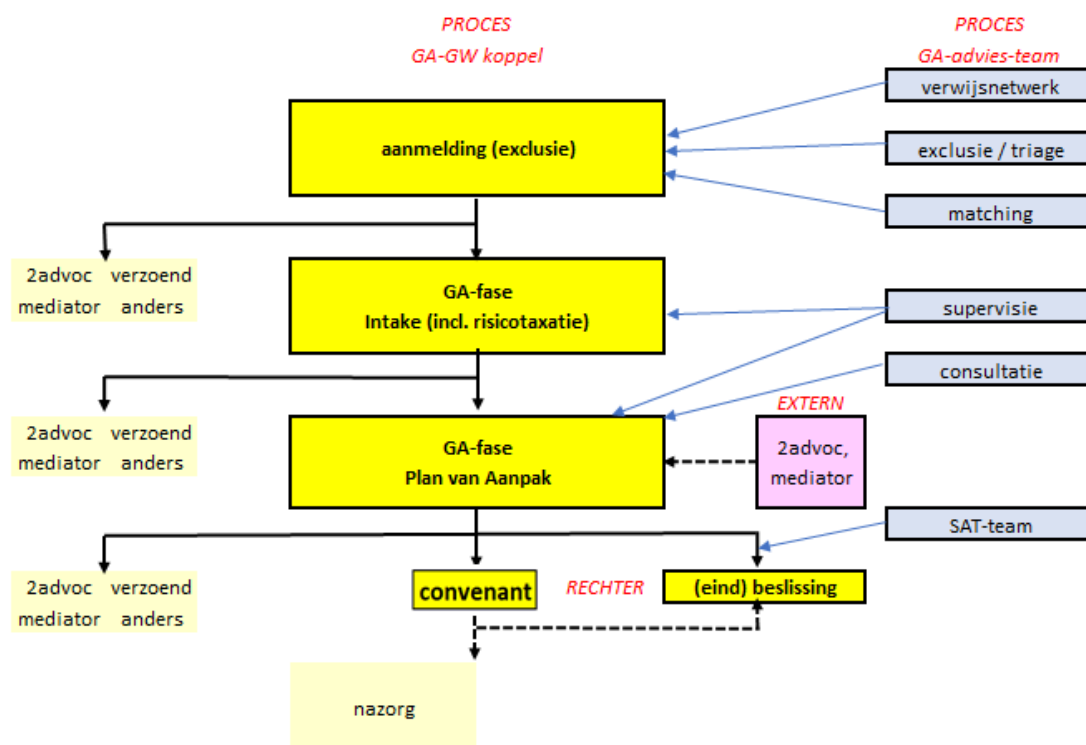 PROCES
GA-GW koppel
PROCES
GA-advies-team
verwijsnetwerk
aanmelding (exclusie)
exclusie / triage
matching
2advoc verzoend
mediator anders
GA-fase
Intake (incl. risicotaxatie)
supervisie
consultatie
2advoc verzoend
mediator anders
GA-fase
Plan van Aanpak
EXTERN
2advoc,
mediator
SAT-team
2advoc verzoend
mediator anders
convenant
RECHTER
(eind) beslissing
nazorg